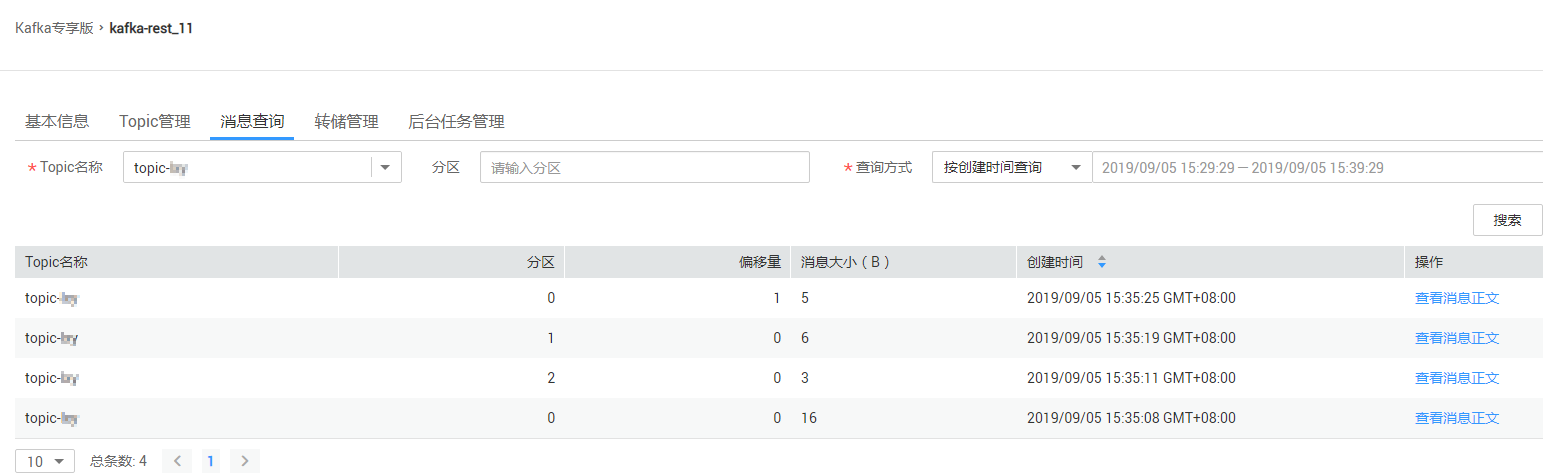 Kafka专享版 › kafka-rest_11
基本信息 Topic管理 消息查询 转储管理 后台任务管理
* Topic名称 topic- 分区 请输入分区 * 查询方式 按创建时间查询 2019/09/05 15:29:29 — 2019/09/05 15:39:29
搜索
Topic名称 分区 偏移量 消息大小（B） 创建时间 操作
topic- 0 1 5 2019/09/05 15:35:25 GMT+08:00 查看消息正文
topic- 1 0 6 2019/09/05 15:35:19 GMT+08:00 查看消息正文
topic- 2 0 3 2019/09/05 15:35:11 GMT+08:00 查看消息正文
topic- 0 0 16 2019/09/05 15:35:08 GMT+08:00 查看消息正文
10 总条数: 4 < 1 >